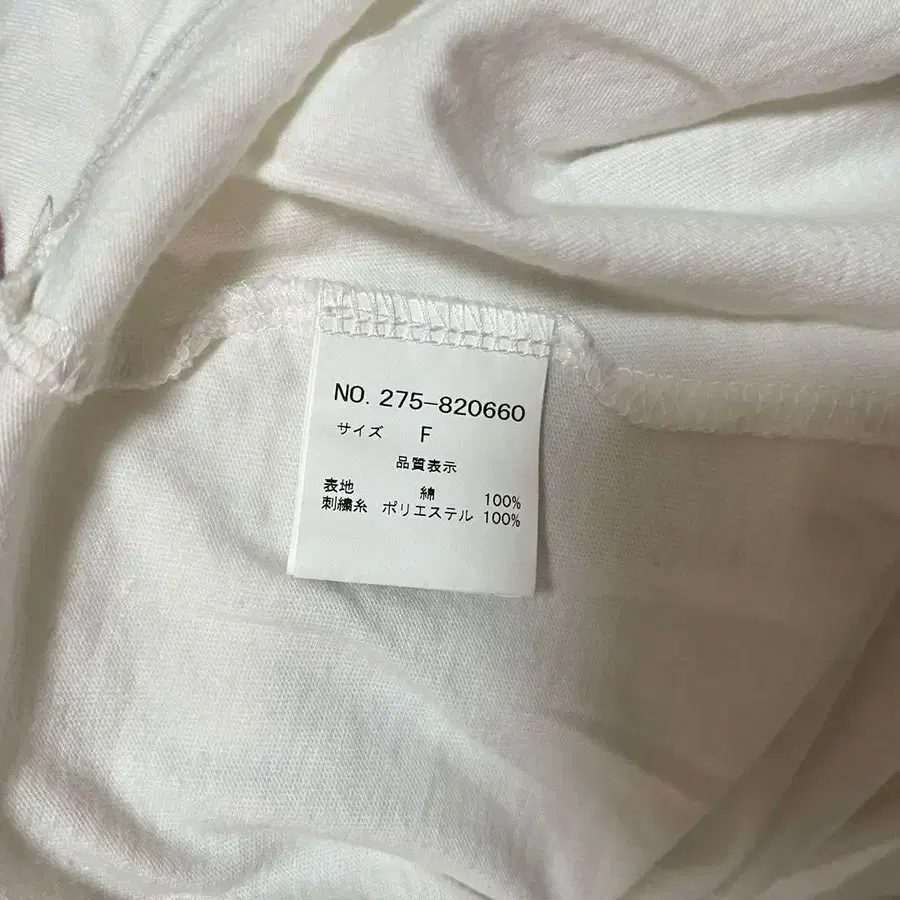 NO. 275-820660
サイズ F
品質表示
表地 綿 100%
刺繍糸 ポリエステル 100%